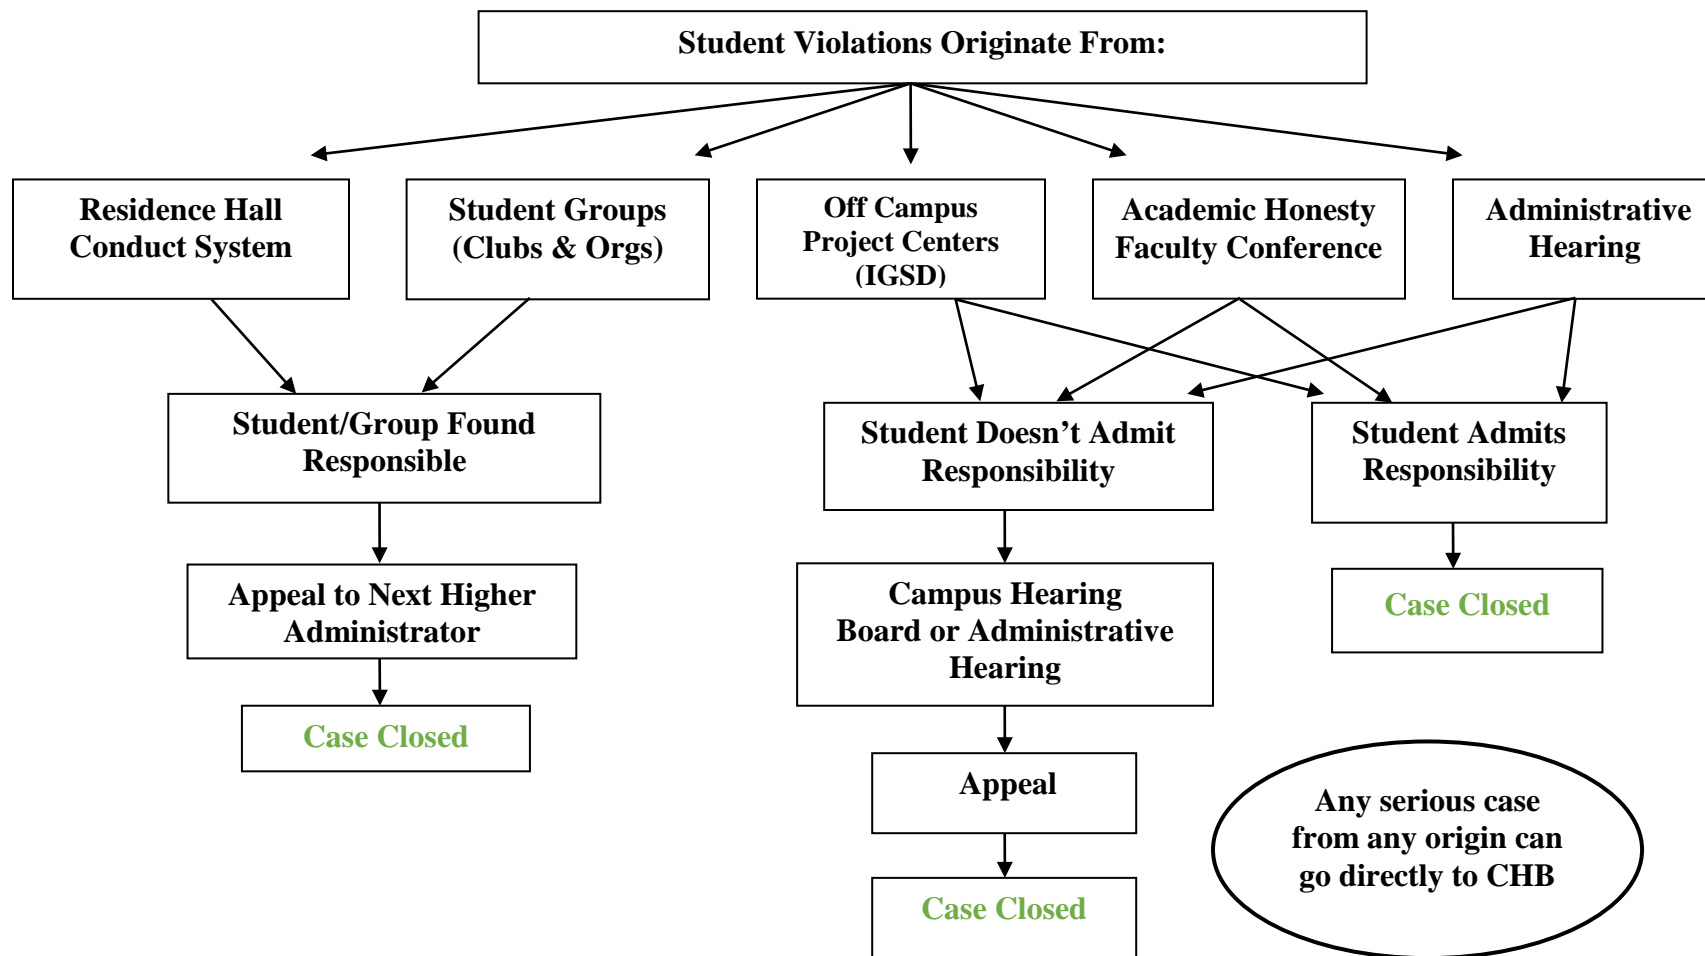 Student Violations Originate From:
Residence Hall
Conduct System
Student Groups
(Clubs & Orgs)
Off Campus
Project Centers
(IGSD)
Academic Honesty
Faculty Conference
Administrative
Hearing
Student/Group Found
Responsible
Student Doesn’t Admit
Responsibility
Student Admits
Responsibility
Appeal to Next Higher
Administrator
Campus Hearing
Board or Administrative
Hearing
Case Closed
Case Closed
Appeal
Any serious case
from any origin can
go directly to CHB
Case Closed